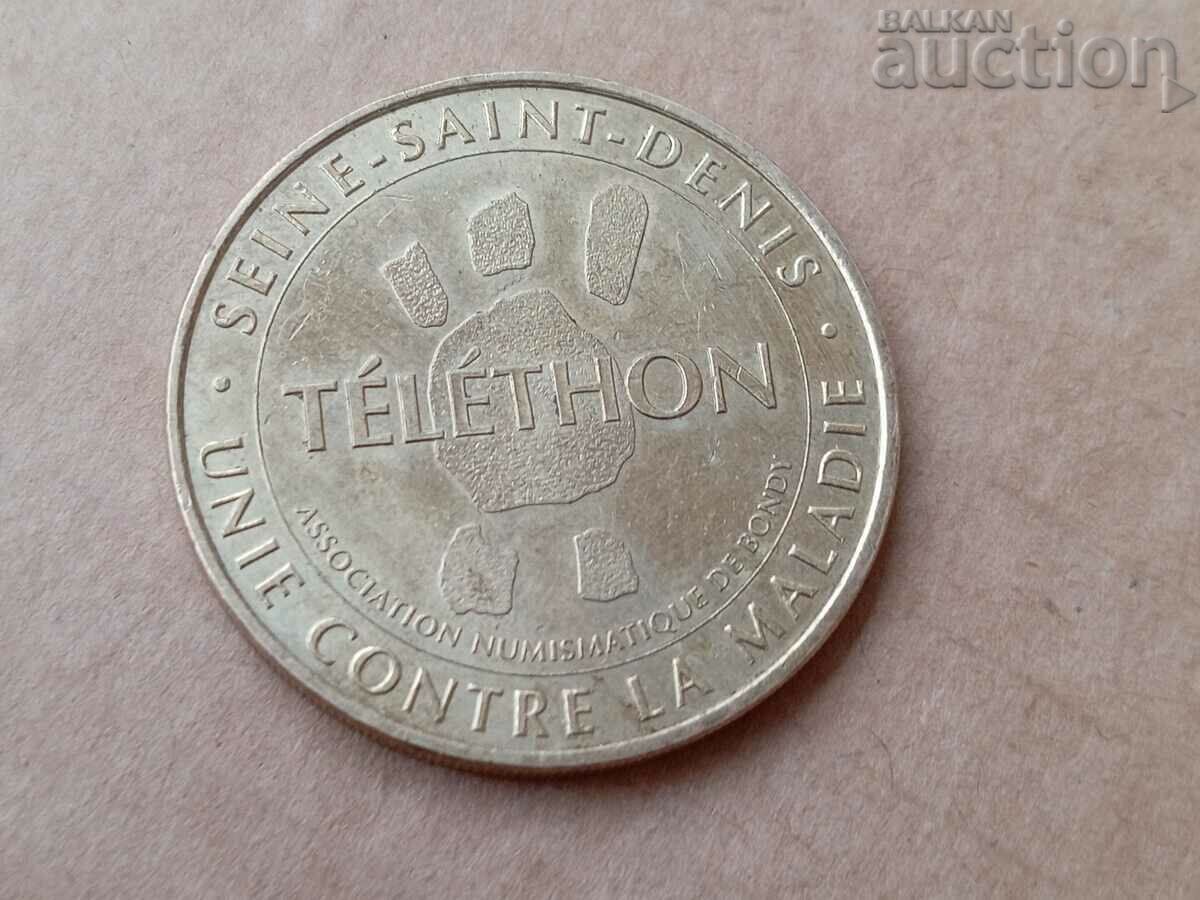 BALKAN
auction
• SEINE-SAINT-DENIS •
TÉLÉTHON
ASSOCIATION NUMISMATIQUE DE BONDY
UNIE CONTRE LA MALADIE